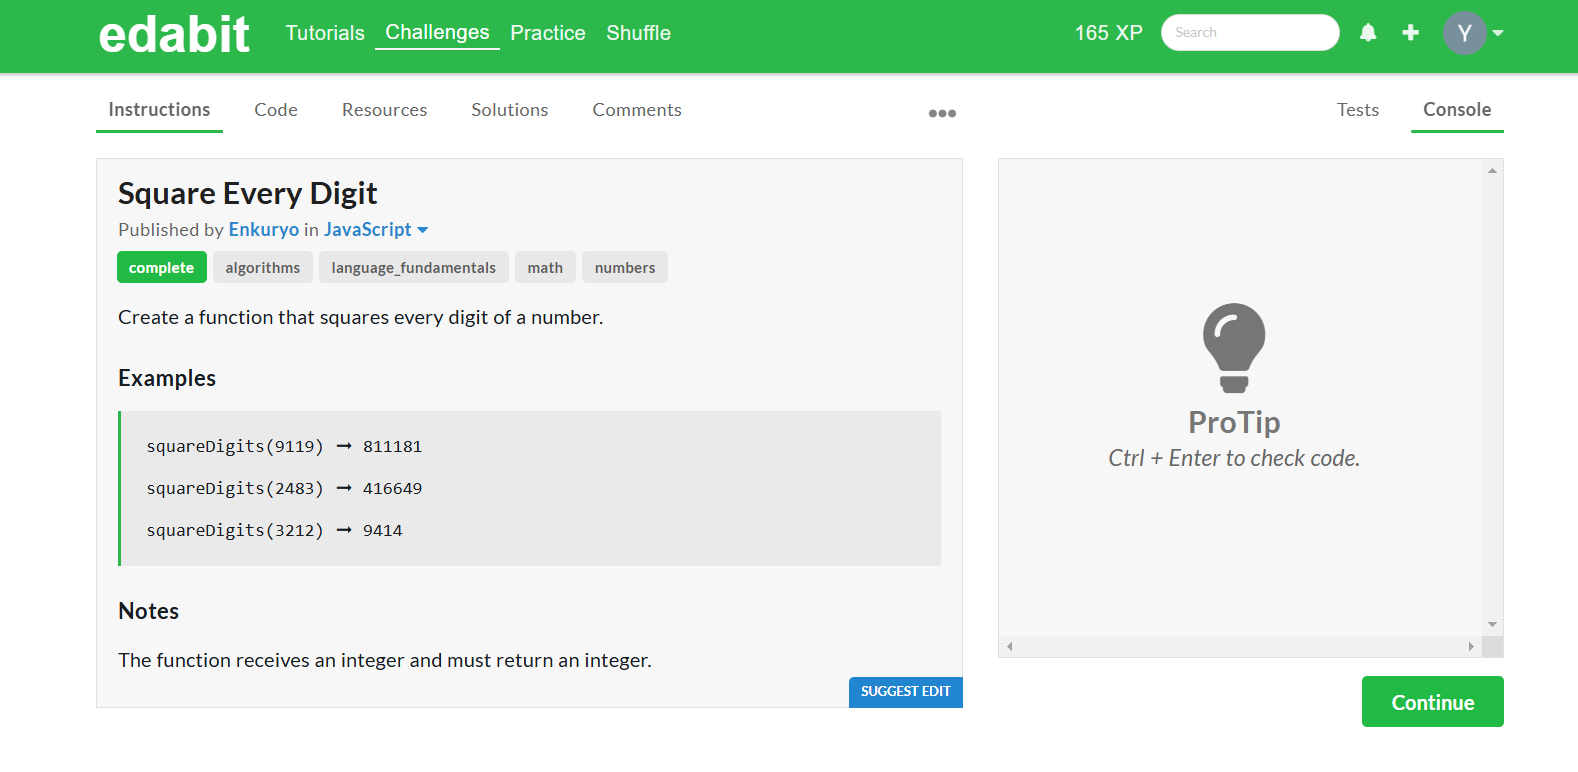 edabit
Tutorials Challenges Practice Shuffle
165 XP
Search
Y
Instructions Code Resources Solutions Comments
Tests Console
Square Every Digit
Published by Enkuryo in JavaScript
complete algorithms language_fundamentals math numbers
Create a function that squares every digit of a number.
Examples
squareDigits(9119) ➞ 811181
squareDigits(2483) ➞ 416649
squareDigits(3212) ➞ 9414
Notes
The function receives an integer and must return an integer.
SUGGEST EDIT
ProTip
Ctrl + Enter to check code.
Continue